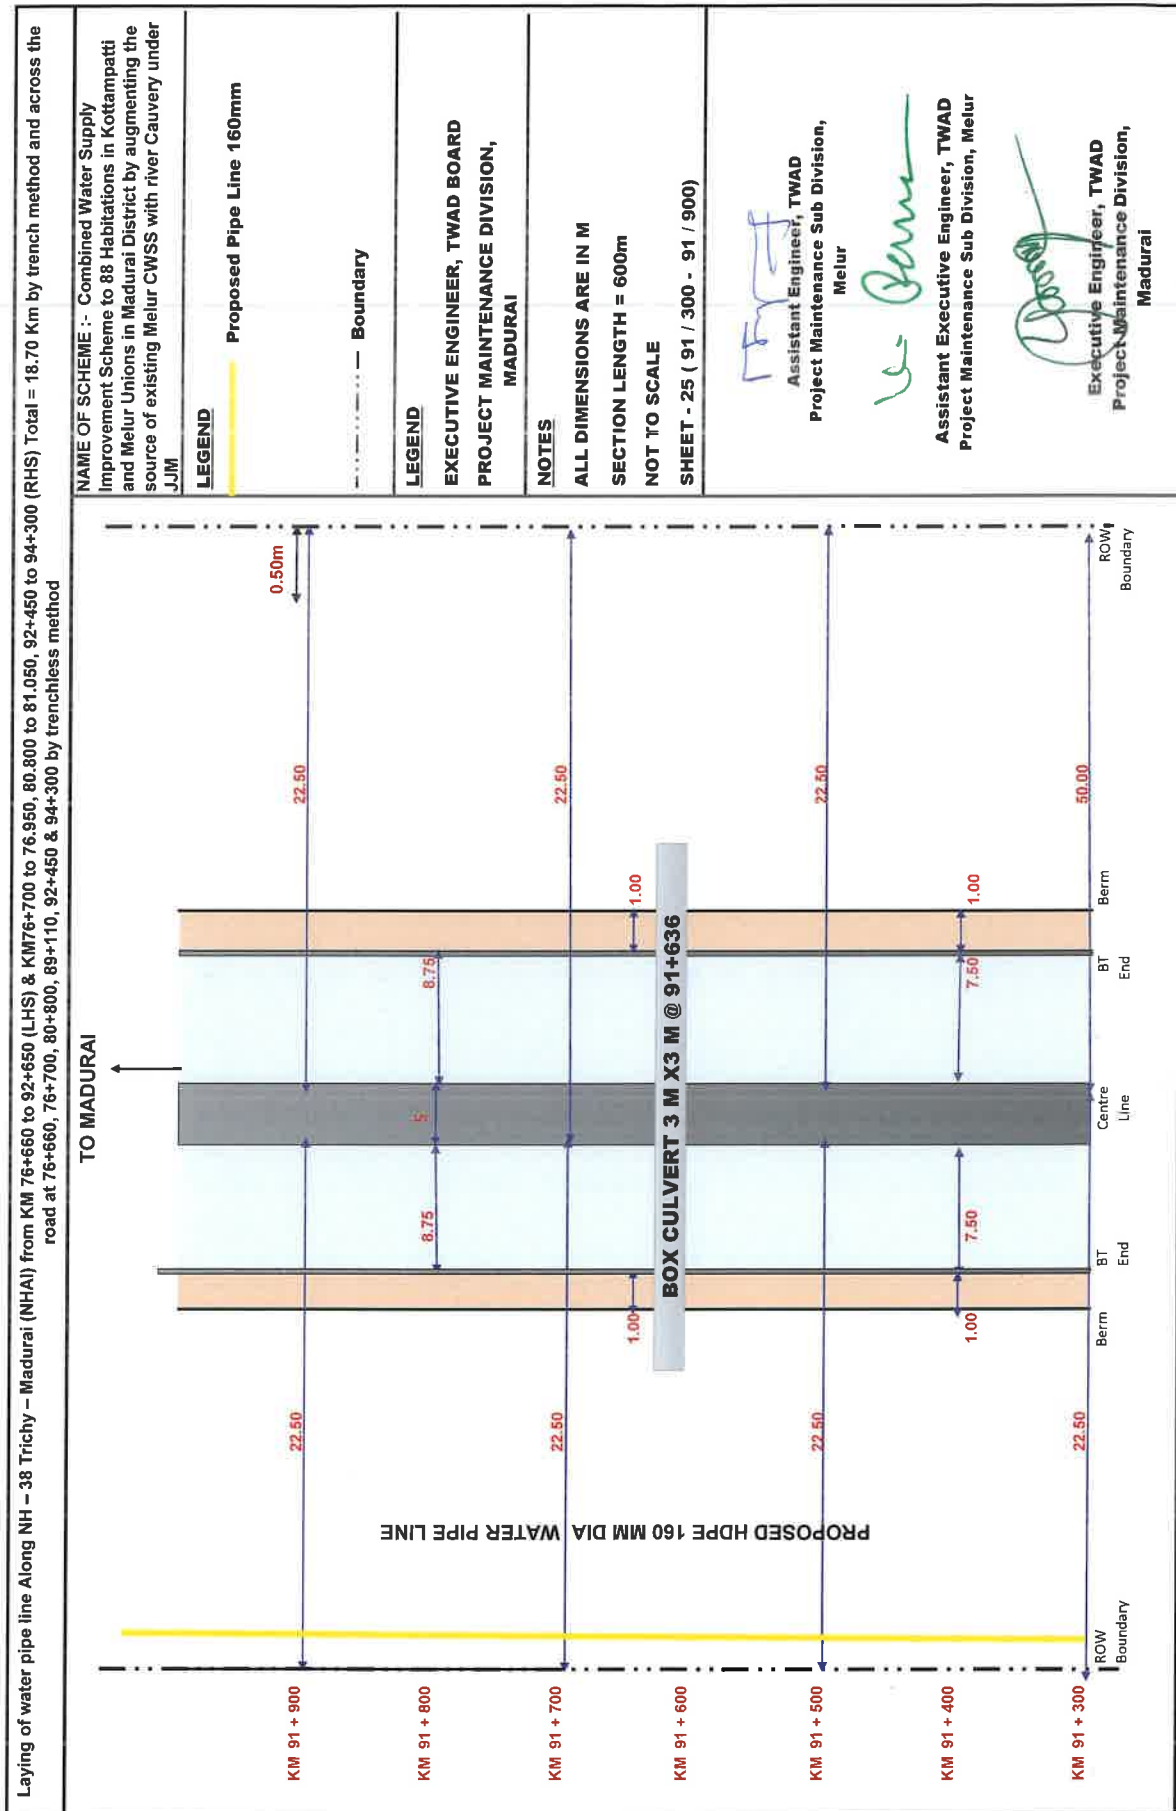 Laying of water pipe line Along NH – 38 Trichy – Madurai (NHAI) from KM 76+660 to 92+650 (LHS) & KM76+700 to 76.950, 80.800 to 81.050, 92+450 to 94+300 (RHS) Total = 18.70 Km by trench method and across the
road at 76+660, 76+700, 80+800, 89+110, 92+450 & 94+300 by trenchless method
TO MADURAI
0.50m
KM 91 + 900
22.50
22.50
KM 91 + 800
8.75
5
8.75
KM 91 + 700
22.50
22.50
KM 91 + 600
1.00
1.00
BOX CULVERT 3 M X3 M @ 91+636
KM 91 + 500
22.50
22.50
KM 91 + 400
1.00
7.50
7.50
1.00
KM 91 + 300
22.50
50.00
PROPOSED HDPE 160 MM DIA WATER PIPE LINE
ROW
Boundary
Berm
BT
End
Centre
Line
BT
End
Berm
ROW
Boundary
NAME OF SCHEME :- Combined Water Supply
Improvement Scheme to 88 Habitations in Kottampatti
and Melur Unions in Madurai District by augmenting the
source of existing Melur CWSS with river Cauvery under
JJM
LEGEND
Proposed Pipe Line 160mm
Boundary
LEGEND
EXECUTIVE ENGINEER, TWAD BOARD
PROJECT MAINTENANCE DIVISION,
MADURAI
NOTES
ALL DIMENSIONS ARE IN M
SECTION LENGTH = 600m
NOT TO SCALE
SHEET - 25 ( 91 / 300 - 91 / 900)
Assistant Engineer, TWAD
Project Maintenance Sub Division,
Melur
Assistant Executive Engineer, TWAD
Project Maintenance Sub Division, Melur
Executive Engineer, TWAD
Project Maintenance Division,
Madurai